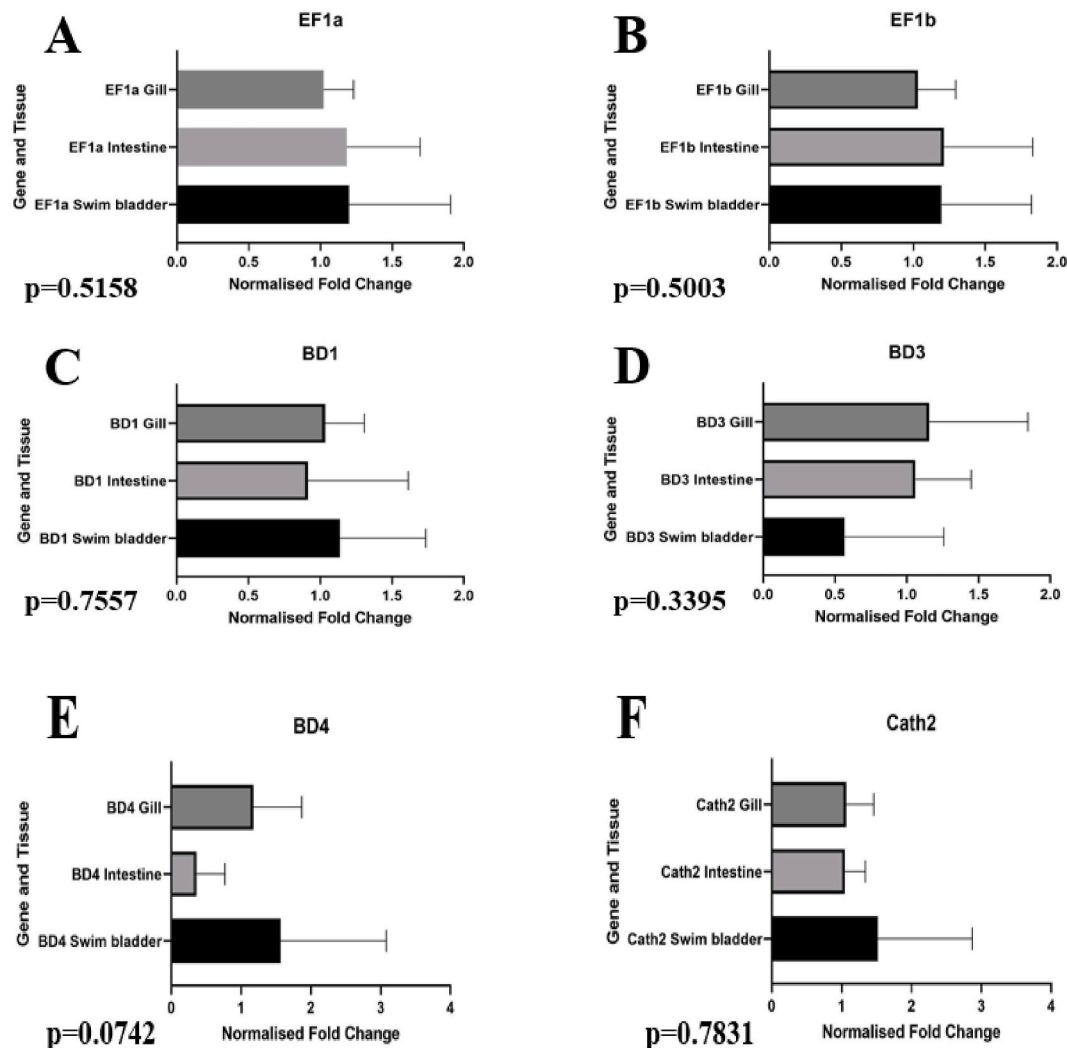 A
EF1a
Gene and Tissue
EF1a Gill
EF1a Intestine
EF1a Swim bladder
0.0 0.5 1.0 1.5 2.0
Normalised Fold Change
p=0.5158
B
EF1b
Gene and Tissue
EF1b Gill
EF1b Intestine
EF1b Swim bladder
0.0 0.5 1.0 1.5 2.0
Normalised Fold Change
p=0.5003
C
BD1
Gene and Tissue
BD1 Gill
BD1 Intestine
BD1 Swim bladder
0.0 0.5 1.0 1.5 2.0
Normalised Fold Change
p=0.7557
D
BD3
Gene and Tissue
BD3 Gill
BD3 Intestine
BD3 Swim bladder
0.0 0.5 1.0 1.5 2.0
Normalised Fold Change
p=0.3395
E
BD4
Gene and Tissue
BD4 Gill
BD4 Intestine
BD4 Swim bladder
0 1 2 3 4
Normalised Fold Change
p=0.0742
F
Cath2
Gene and Tissue
Cath2 Gill
Cath2 Intestine
Cath2 Swim bladder
0 1 2 3 4
Normalised Fold Change
p=0.7831